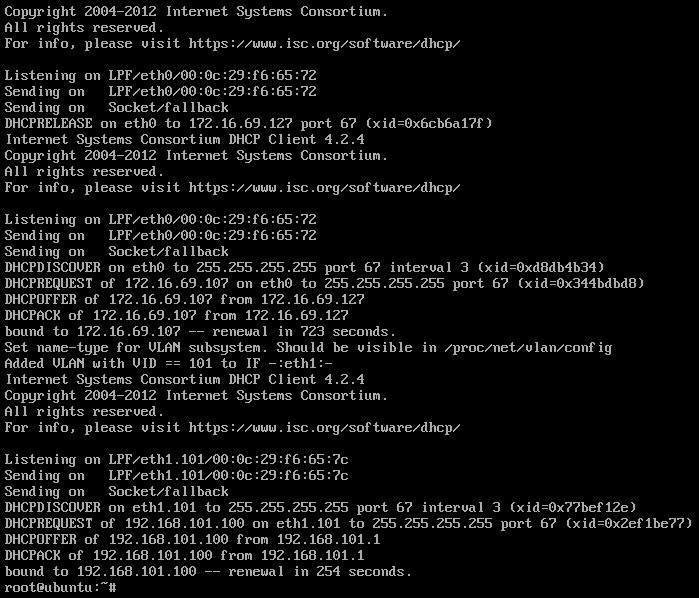 Copyright 2004-2012 Internet Systems Consortium.
All rights reserved.
For info, please visit https://www.isc.org/software/dhcp/
Listening on LPF/eth0/00:0c:29:f6:65:72
Sending on   LPF/eth0/00:0c:29:f6:65:72
Sending on   Socket/fallback
DHCPRELEASE on eth0 to 172.16.69.127 port 67 (xid=0x6cb6a17f)
Internet Systems Consortium DHCP Client 4.2.4
Copyright 2004-2012 Internet Systems Consortium.
All rights reserved.
For info, please visit https://www.isc.org/software/dhcp/
Listening on LPF/eth0/00:0c:29:f6:65:72
Sending on   LPF/eth0/00:0c:29:f6:65:72
Sending on   Socket/fallback
DHCPDISCOVER on eth0 to 255.255.255.255 port 67 interval 3 (xid=0xd8db4b34)
DHCPREQUEST of 172.16.69.107 on eth0 to 255.255.255.255 port 67 (xid=0x344bdbd8)
DHCPOFFER of 172.16.69.107 from 172.16.69.127
DHCPACK of 172.16.69.107 from 172.16.69.127
bound to 172.16.69.107 -- renewal in 723 seconds.
Set name-type for VLAN subsystem. Should be visible in /proc/net/vlan/config
Added VLAN with VID == 101 to IF -:eth1:-
Internet Systems Consortium DHCP Client 4.2.4
Copyright 2004-2012 Internet Systems Consortium.
All rights reserved.
For info, please visit https://www.isc.org/software/dhcp/
Listening on LPF/eth1.101/00:0c:29:f6:65:7c
Sending on   LPF/eth1.101/00:0c:29:f6:65:7c
Sending on   Socket/fallback
DHCPDISCOVER on eth1.101 to 255.255.255.255 port 67 interval 3 (xid=0x77bef12e)
DHCPREQUEST of 192.168.101.100 on eth1.101 to 255.255.255.255 port 67 (xid=0x2ef1be77)
DHCPOFFER of 192.168.101.100 from 192.168.101.1
DHCPACK of 192.168.101.100 from 192.168.101.1
bound to 192.168.101.100 -- renewal in 254 seconds.
root@ubuntu:~#